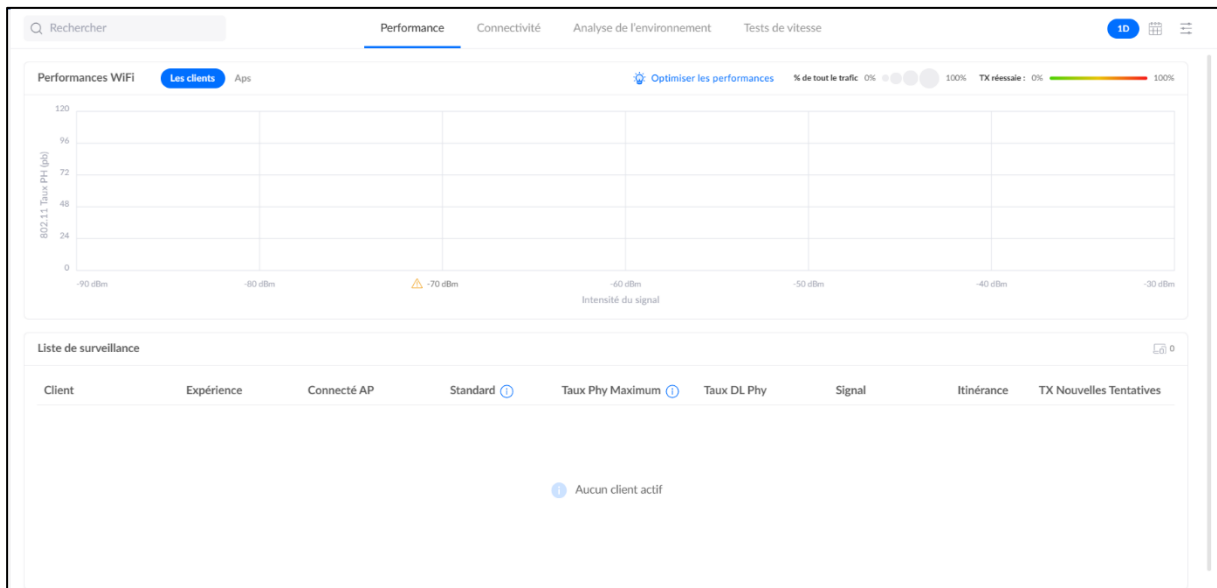 Rechercher Performance Connectivité Analyse de l'environnement Tests de vitesse 1D
Performances WiFi Les clients Aps Optimiser les performances % de tout le trafic 0% 100% TX réessaie : 0% 100%
120
96
72
48
24
0
802.11 Taux PH (pb)
-90 dBm -80 dBm -70 dBm -60 dBm -50 dBm -40 dBm -30 dBm
Intensité du signal
Liste de surveillance 0
Client Expérience Connecté AP Standard Taux Phy Maximum Taux DL Phy Signal Itinérance TX Nouvelles Tentatives
Aucun client actif